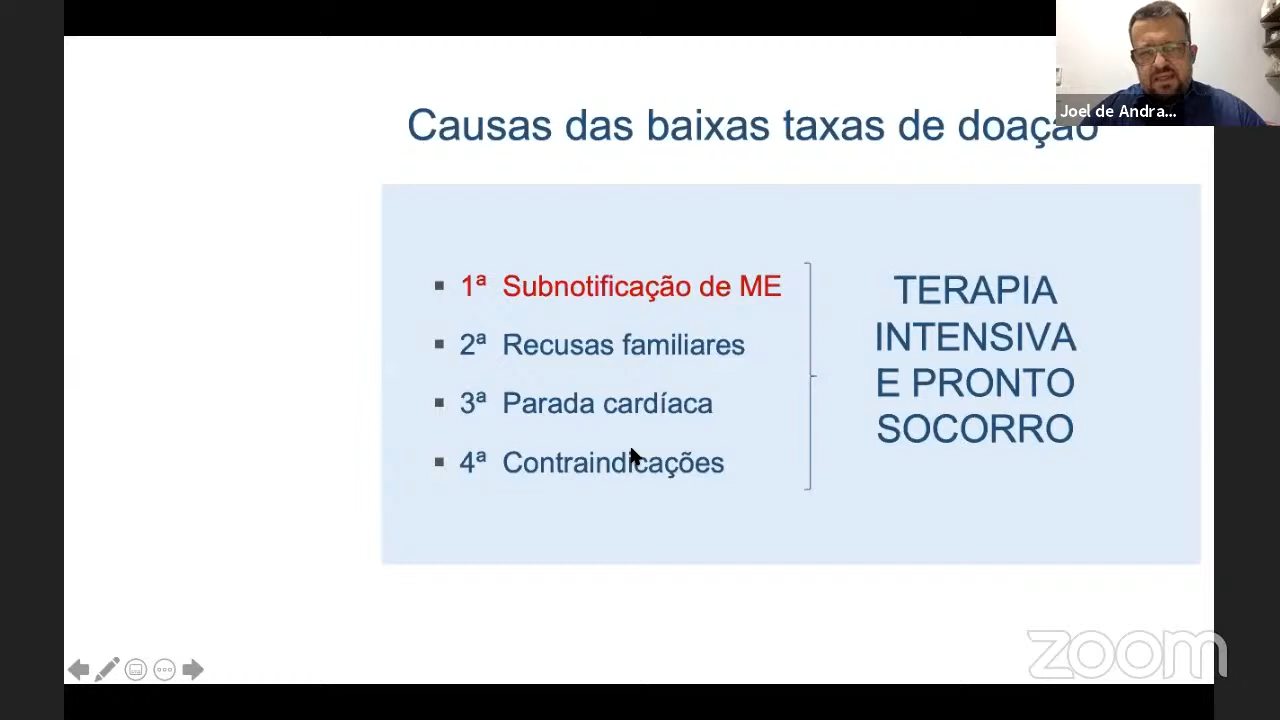 Joel de Andra...
Causas das baixas taxas de doação
1ª Subnotificação de ME
2ª Recusas familiares
3ª Parada cardíaca
4ª Contraindicações
TERAPIA
INTENSIVA
E PRONTO
SOCORRO
zoom